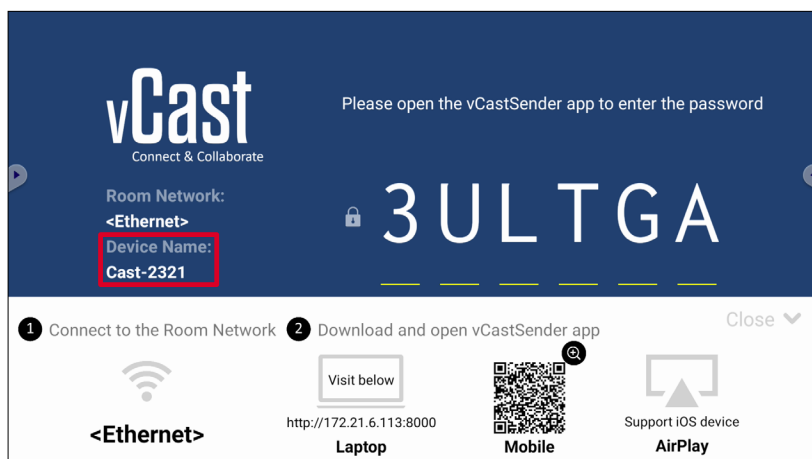 vCast
Connect & Collaborate
Please open the vCastSender app to enter the password
Room Network:
<Ethernet>
Device Name:
Cast-2321
3ULTGA
1 Connect to the Room Network
2 Download and open vCastSender app
Close
<Ethernet>
Visit below
http://172.21.6.113:8000
Laptop
Mobile
Support iOS device
AirPlay